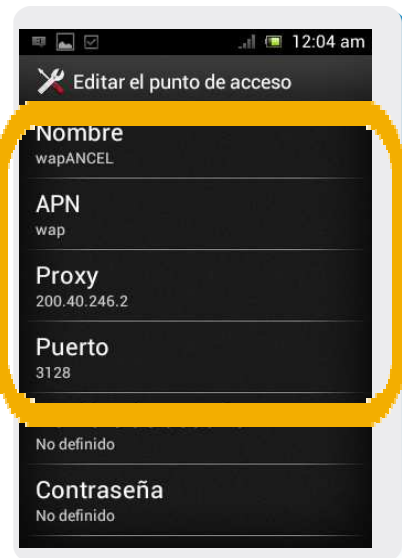 12:04 am
Editar el punto de acceso
Nombre
wapANCEL
APN
wap
Proxy
200.40.246.2
Puerto
3128
No definido
Contraseña
No definido